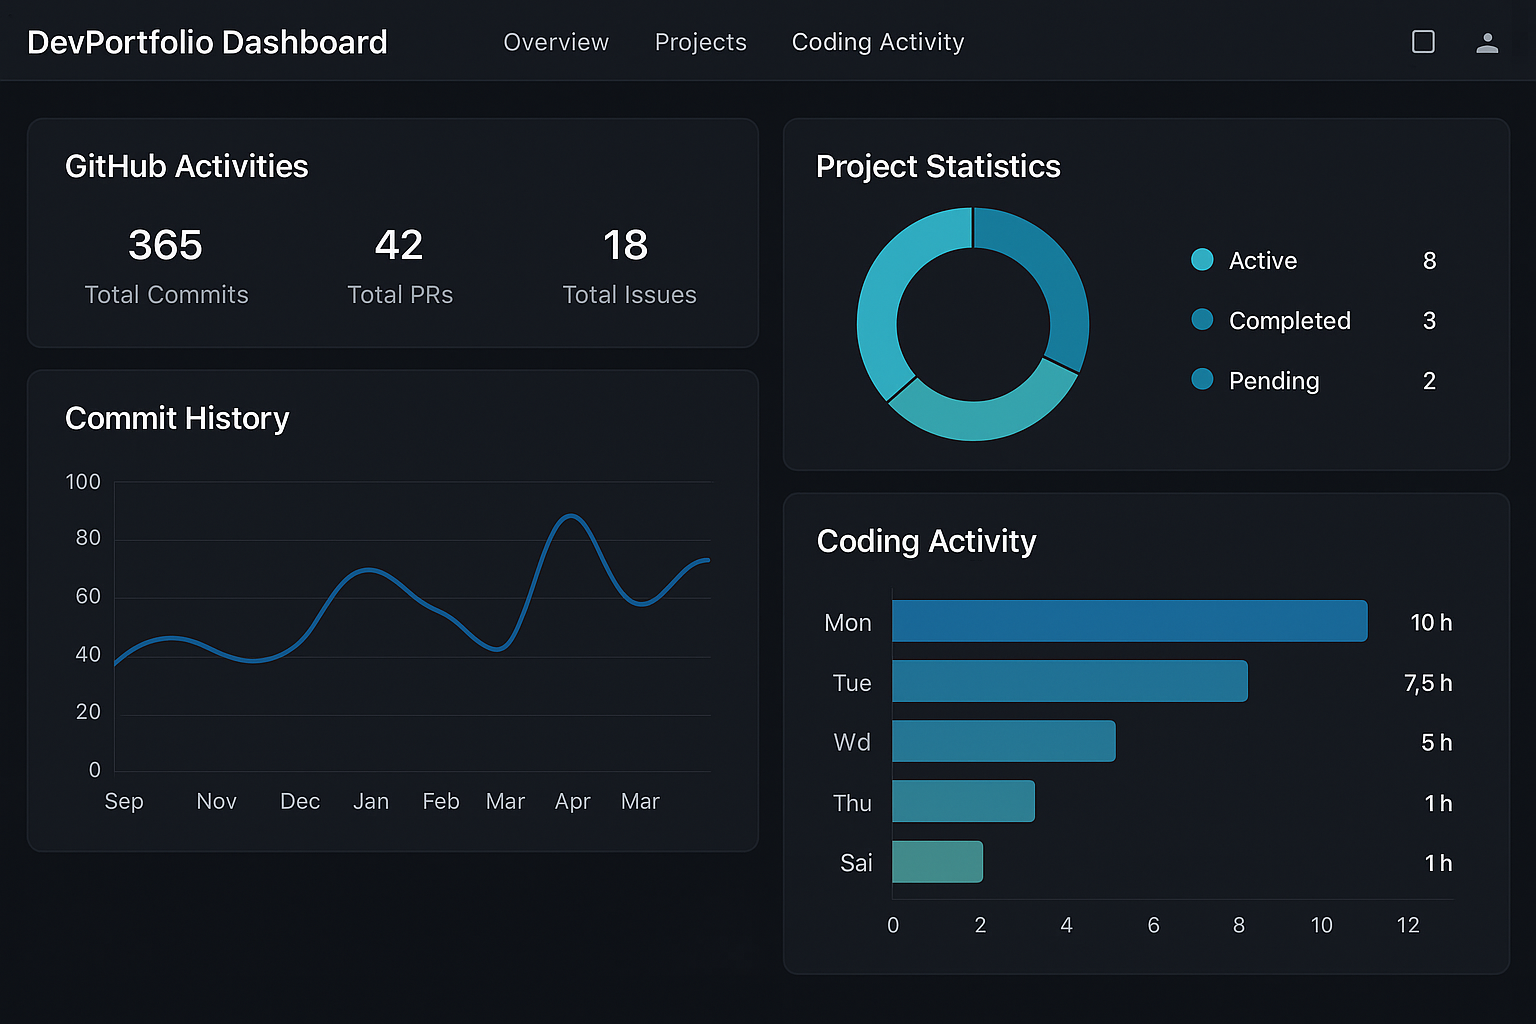 DevPortfolio Dashboard
Overview Projects Coding Activity
GitHub Activities
365 42 18
Total Commits Total PRs Total Issues
Commit History
100
80
60
40
20
0
Sep Nov Dec Jan Feb Mar Apr Mar
Project Statistics
Active 8
Completed 3
Pending 2
Coding Activity
Mon 10 h
Tue 7,5 h
Wd 5 h
Thu 1 h
Sai 1 h
0 2 4 6 8 10 12